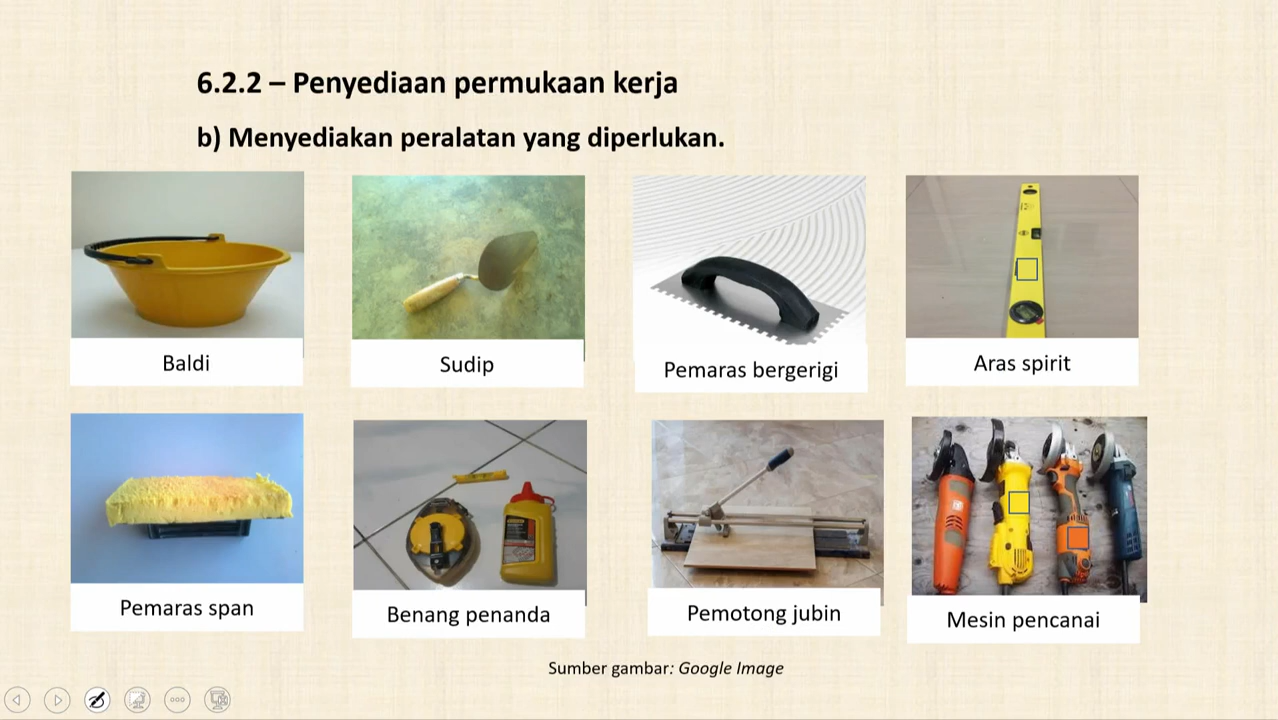 6.2.2 – Penyediaan permukaan kerja
b) Menyediakan peralatan yang diperlukan.
Baldi
Sudip
Pemaras bergerigi
Aras spirit
Pemaras span
Benang penanda
Pemotong jubin
Mesin pencanai
Sumber gambar: Google Image